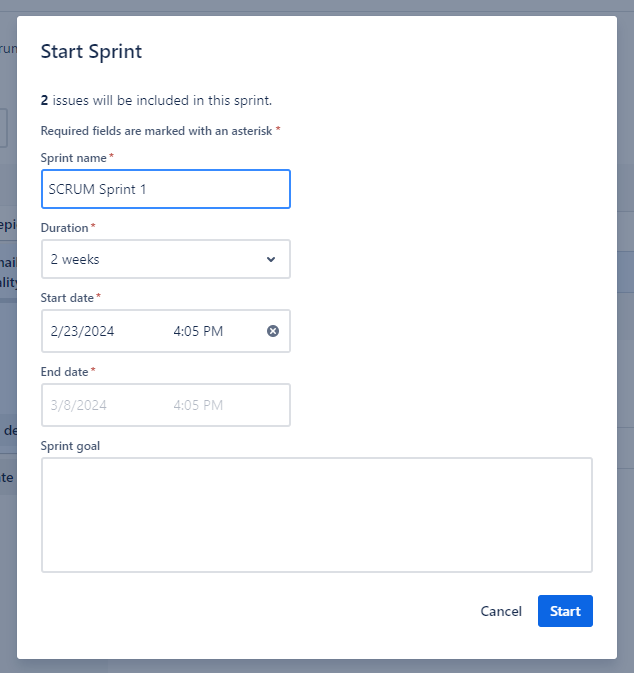 Start Sprint
2 issues will be included in this sprint.
Required fields are marked with an asterisk *
Sprint name *
SCRUM Sprint 1
Duration *
2 weeks
Start date *
2/23/2024 4:05 PM
End date *
3/8/2024 4:05 PM
Sprint goal
Cancel Start